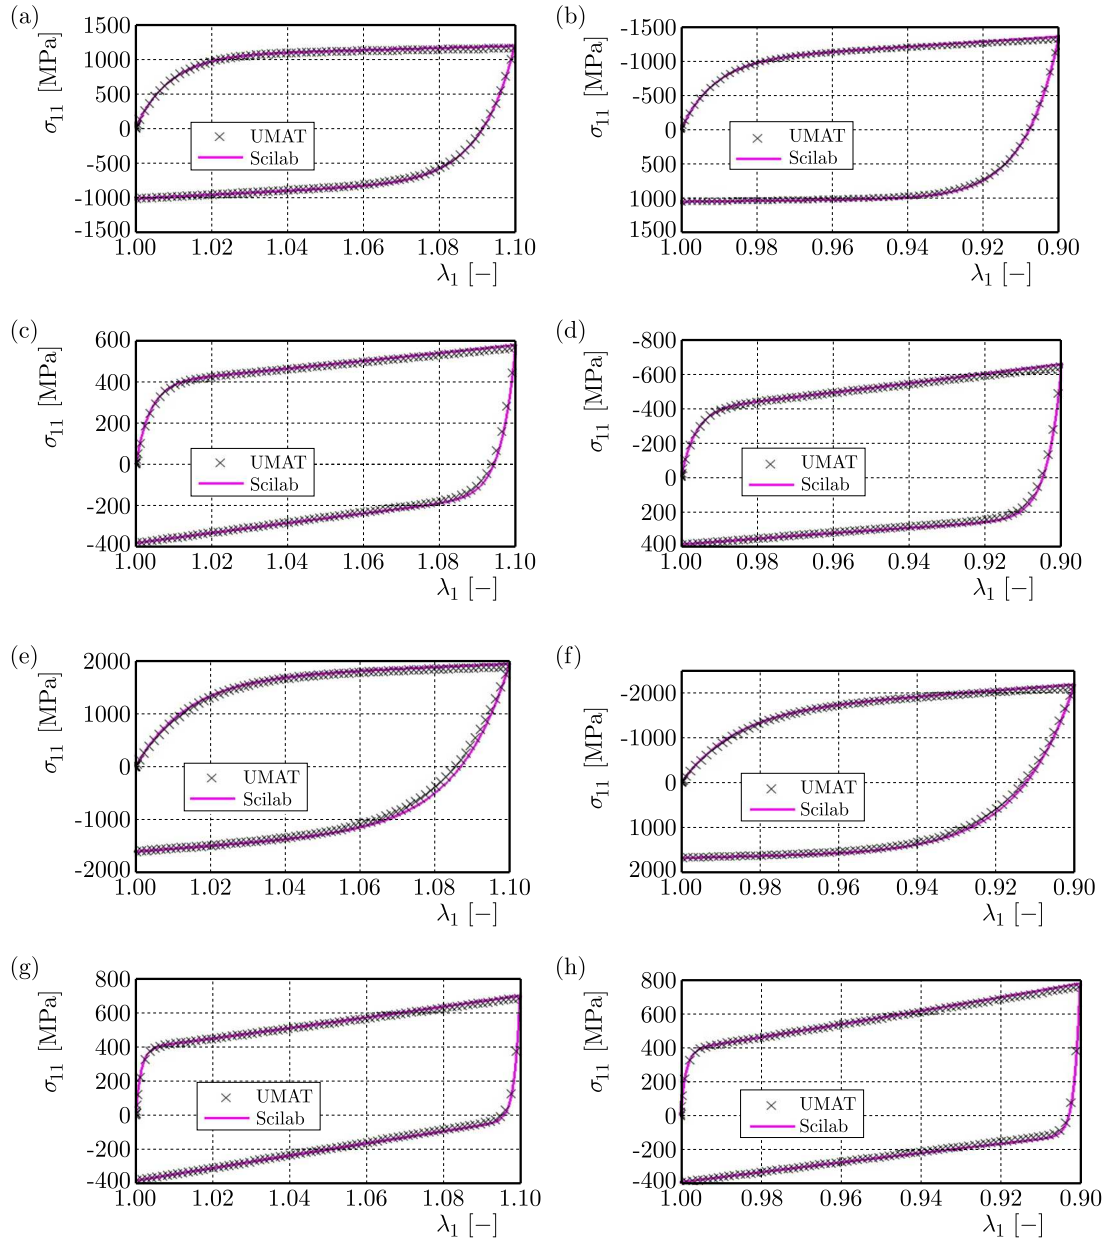 (a)
1500
1000
500
0
-500
-1000
-1500
σ11 [MPa]
UMAT
Scilab
1.00 1.02 1.04 1.06 1.08 1.10
λ1 [−]
(b)
-1500
-1000
-500
0
500
1000
1500
σ11 [MPa]
UMAT
Scilab
1.00 0.98 0.96 0.94 0.92 0.90
λ1 [−]
(c)
600
400
200
0
-200
-400
σ11 [MPa]
UMAT
Scilab
1.00 1.02 1.04 1.06 1.08 1.10
λ1 [−]
(d)
-800
-600
-400
-200
0
200
400
σ11 [MPa]
UMAT
Scilab
1.00 0.98 0.96 0.94 0.92 0.90
λ1 [−]
(e)
2000
1000
0
-1000
-2000
σ11 [MPa]
UMAT
Scilab
1.00 1.02 1.04 1.06 1.08 1.10
λ1 [−]
(f)
-2000
-1000
0
1000
2000
σ11 [MPa]
UMAT
Scilab
1.00 0.98 0.96 0.94 0.92 0.90
λ1 [−]
(g)
800
600
400
200
0
-200
-400
σ11 [MPa]
UMAT
Scilab
1.00 1.02 1.04 1.06 1.08 1.10
λ1 [−]
(h)
800
600
400
200
0
-200
-400
σ11 [MPa]
UMAT
Scilab
1.00 0.98 0.96 0.94 0.92 0.90
λ1 [−]